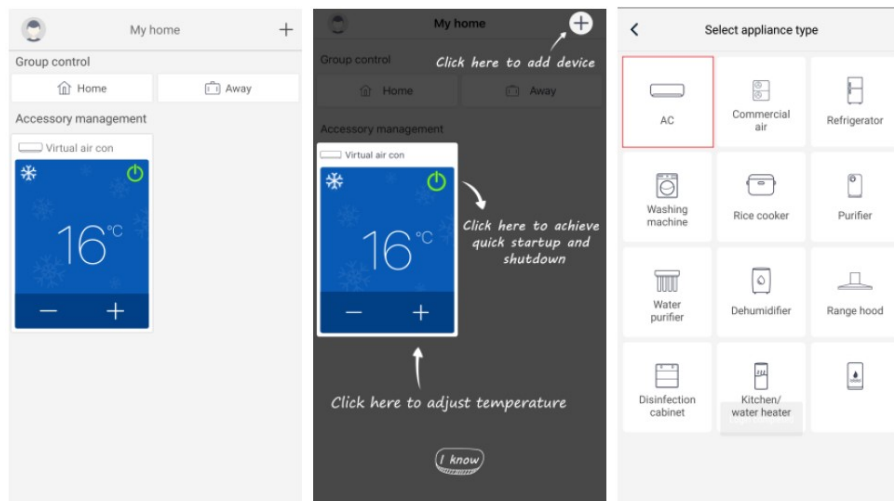 My home
+
Group control
Home
Away
Accessory management
Virtual air con
16°C
− +
My home
+
Click here to add device
Group control
Home
Away
Accessory management
Virtual air con
16°C
− +
Click here to achieve
quick startup and
shutdown
Click here to adjust temperature
I know
Select appliance type
AC
Commercial
air
Refrigerator
Washing
machine
Rice cooker
Purifier
Water
purifier
Dehumidifier
Range hood
Disinfection
cabinet
Kitchen/
water heater